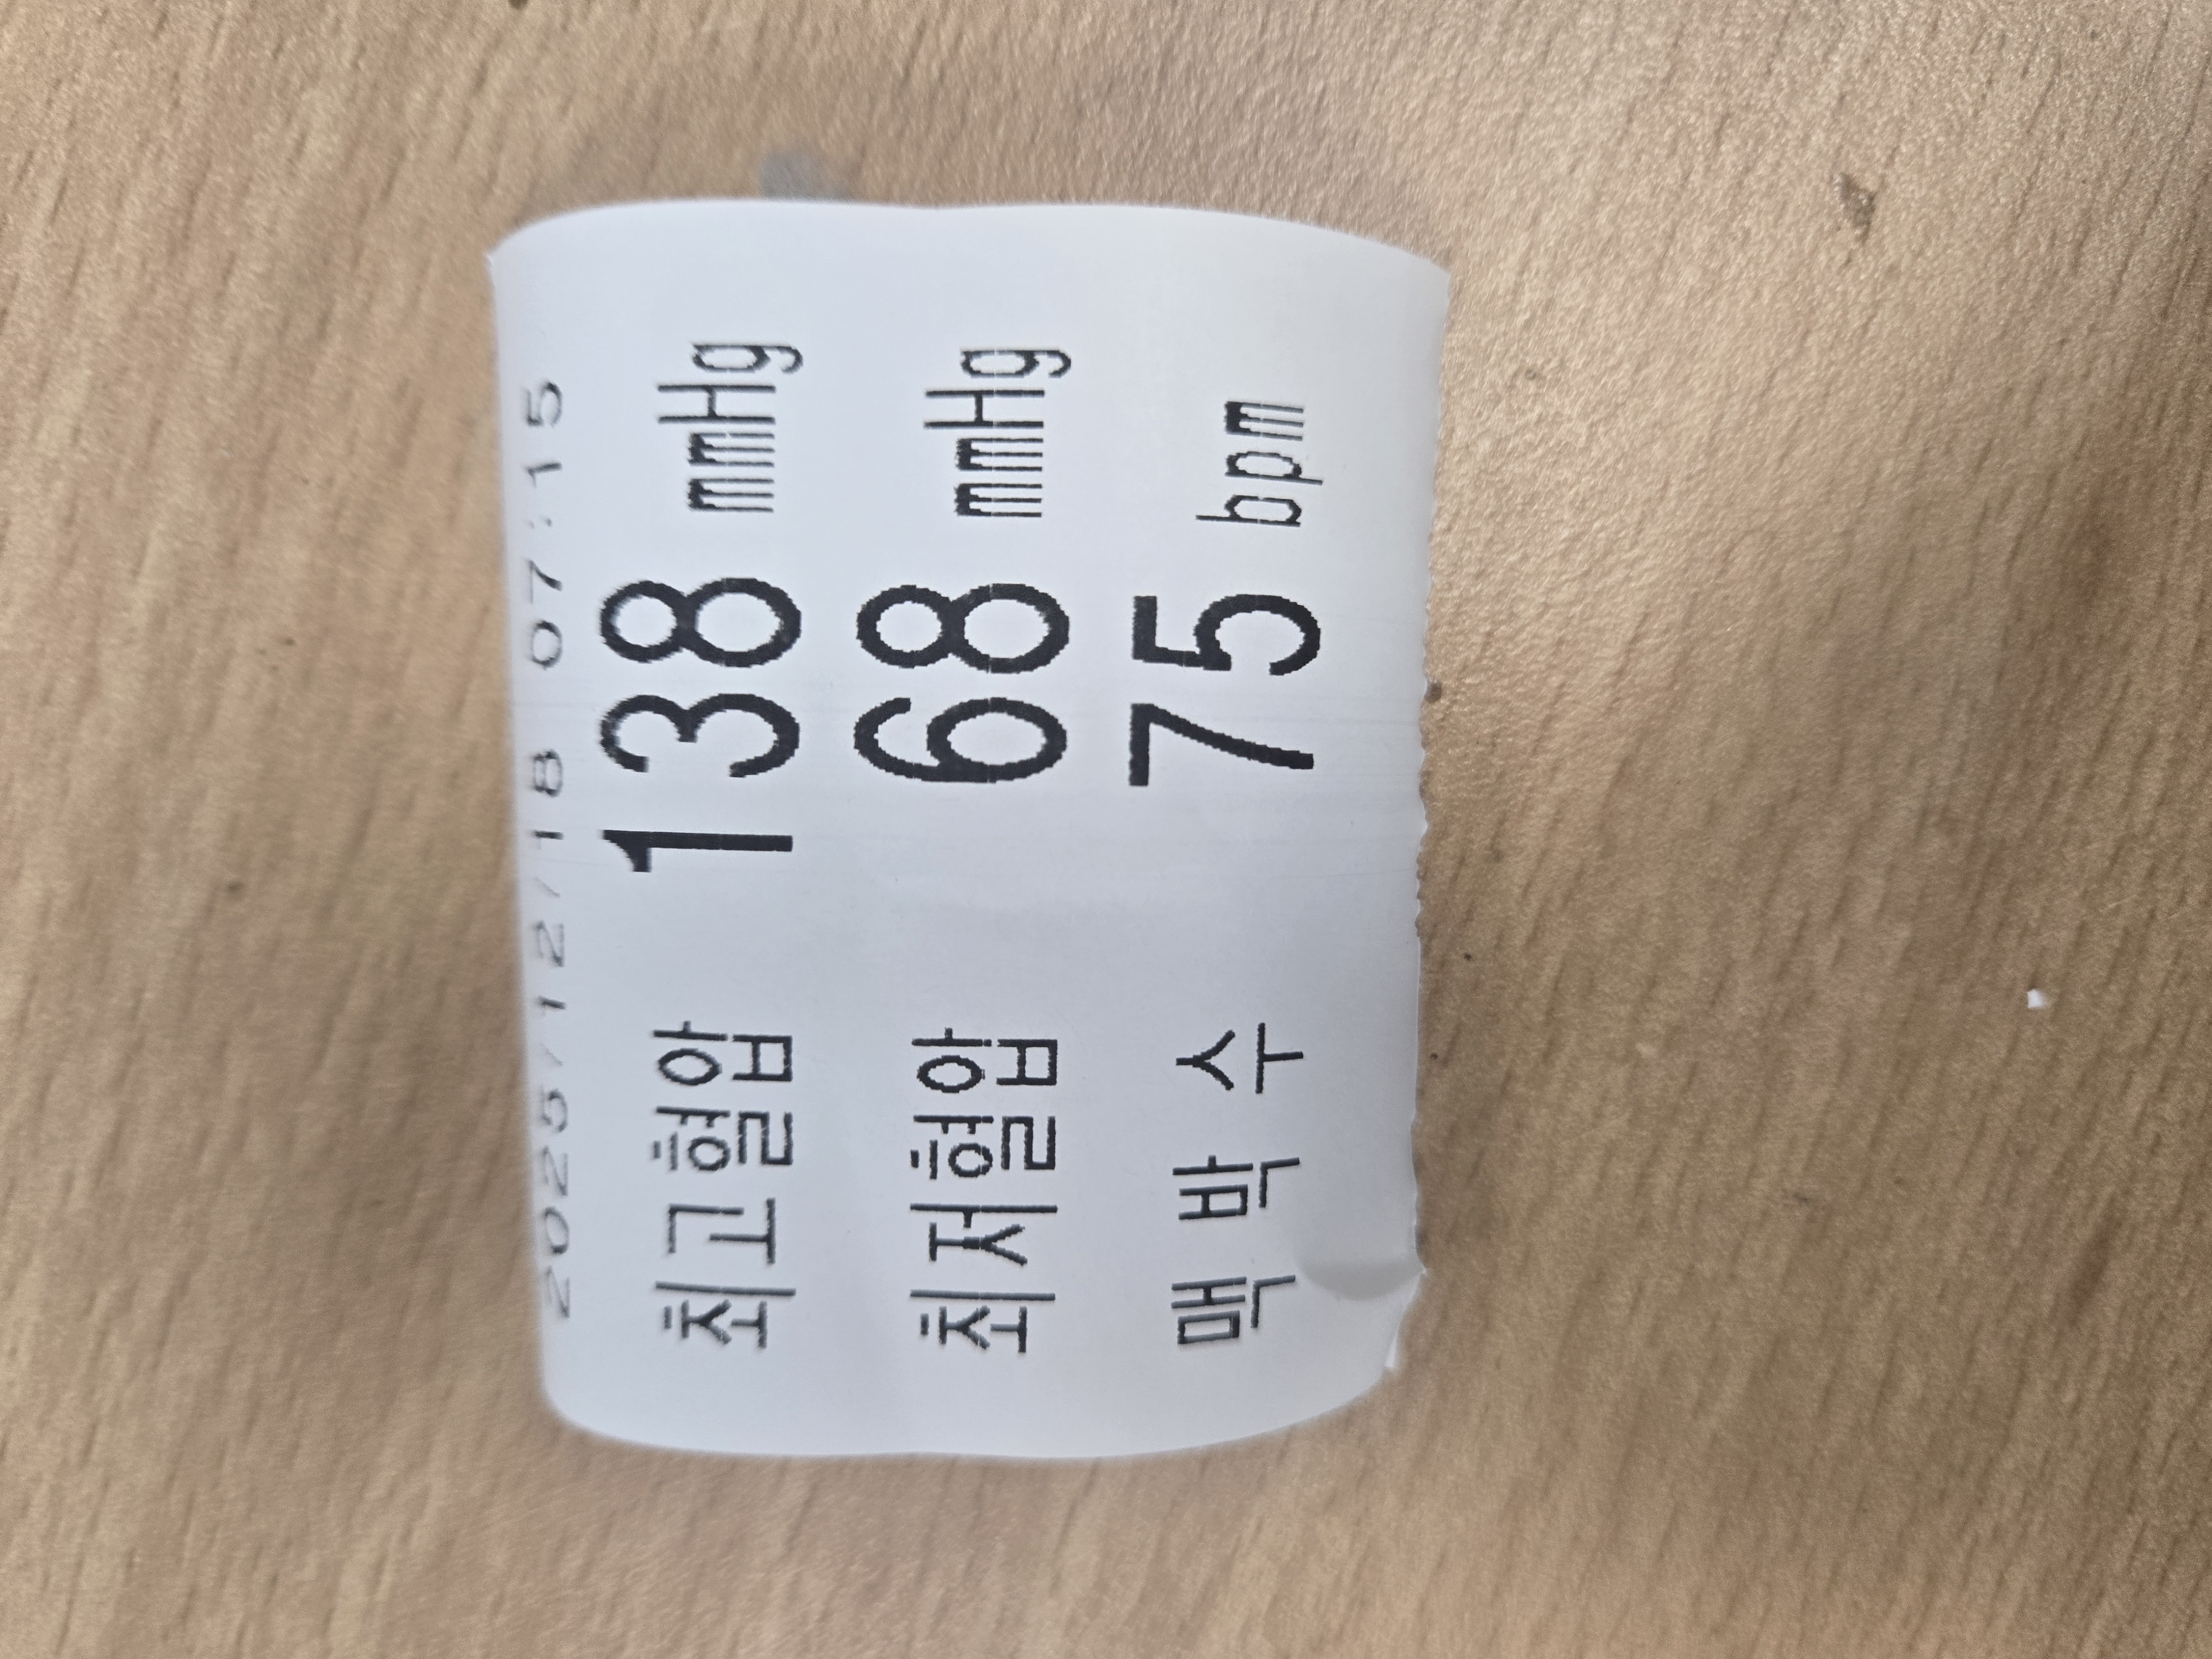 2025/12/18 07:15
최고혈압 138 mmHg
최저혈압 68 mmHg
맥 박 수 75 bpm